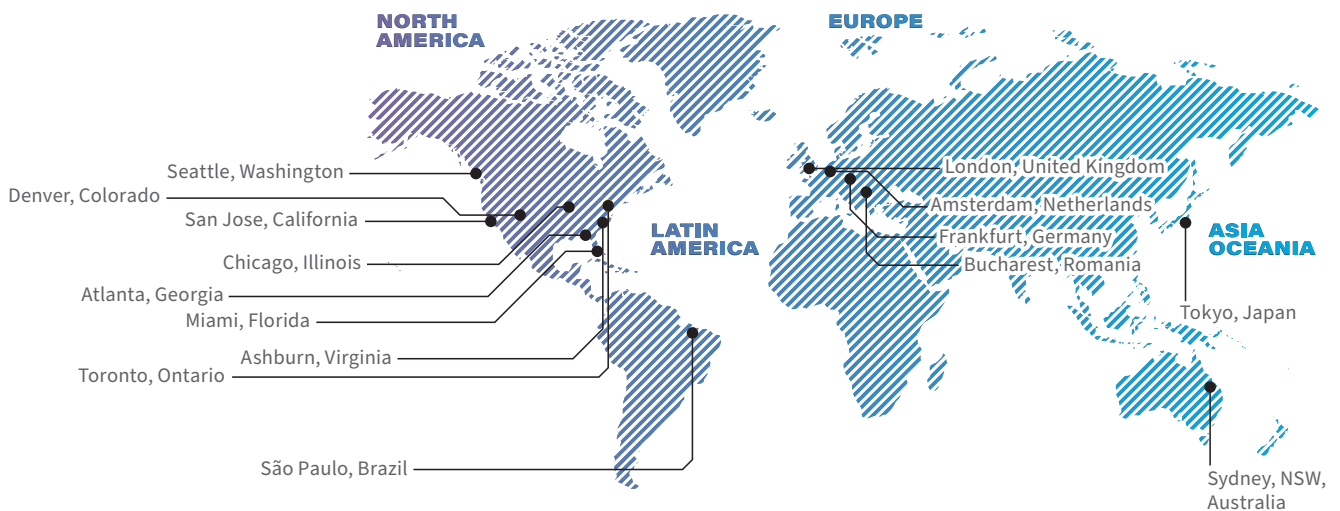 NORTH
AMERICA
EUROPE
Seattle, Washington
Denver, Colorado
San Jose, California
Chicago, Illinois
Atlanta, Georgia
Miami, Florida
Ashburn, Virginia
Toronto, Ontario
São Paulo, Brazil
LATIN
AMERICA
London, United Kingdom
Amsterdam, Netherlands
Frankfurt, Germany
Bucharest, Romania
ASIA
OCEANIA
Tokyo, Japan
Sydney, NSW,
Australia